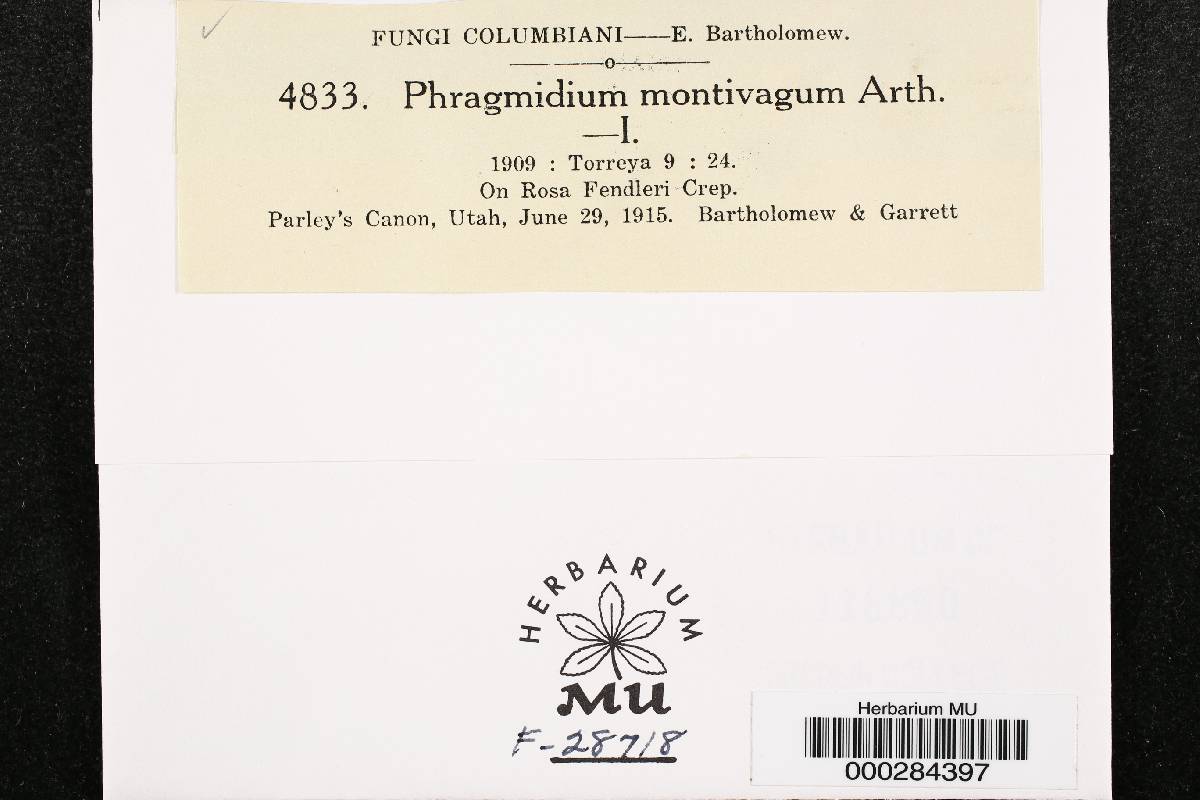 FUNGI COLUMBIANI——E. Bartholomew.
4833. Phragmidium montivagum Arth.
—I.
1909 : Torreya 9 : 24.
On Rosa Fendleri Crep.
Parley's Canon, Utah, June 29, 1915. Bartholomew & Garrett
HERBARIUM
MU
F-28718
Herbarium MU
000284397